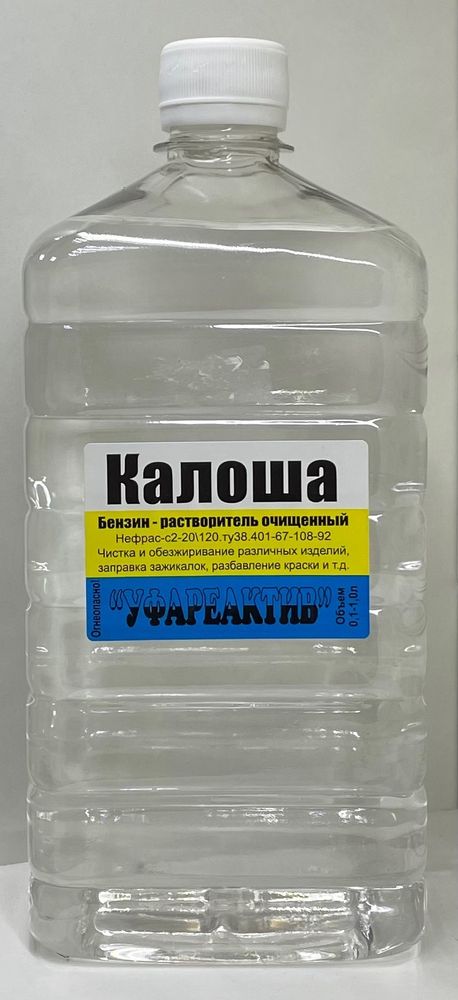 Калоша
Бензин - растворитель очищенный
Нефрас-с2-20\120.ту38.401-67-108-92
Чистка и обезжиривание различных изделий,
заправка зажикалок, разбавление краски и т.д.
Огнеопасно!
"УФАРЕАКТИВ"
Объем
0,1-1,0л